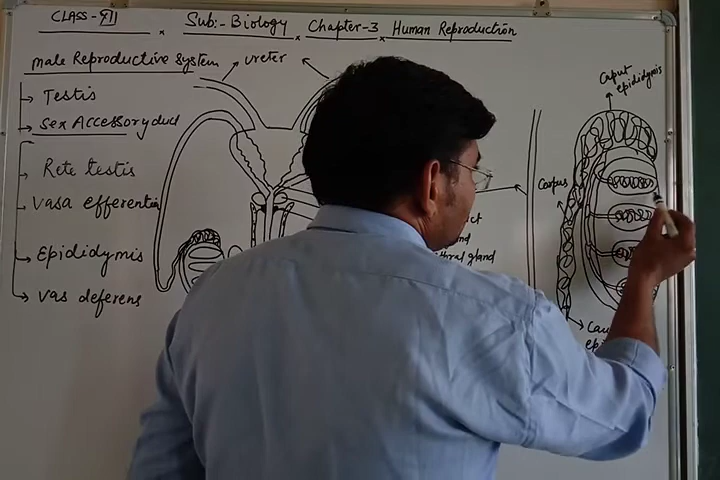 CLASS-XII Sub:- Biology Chapter-3 Human Reproduction
male Reproductive System
ureter
Testis
Sex Accessory duct
Rete testis
Vasa efferentia
Epididymis
Vas deferens
Caput
epididymis
Corpus
gland